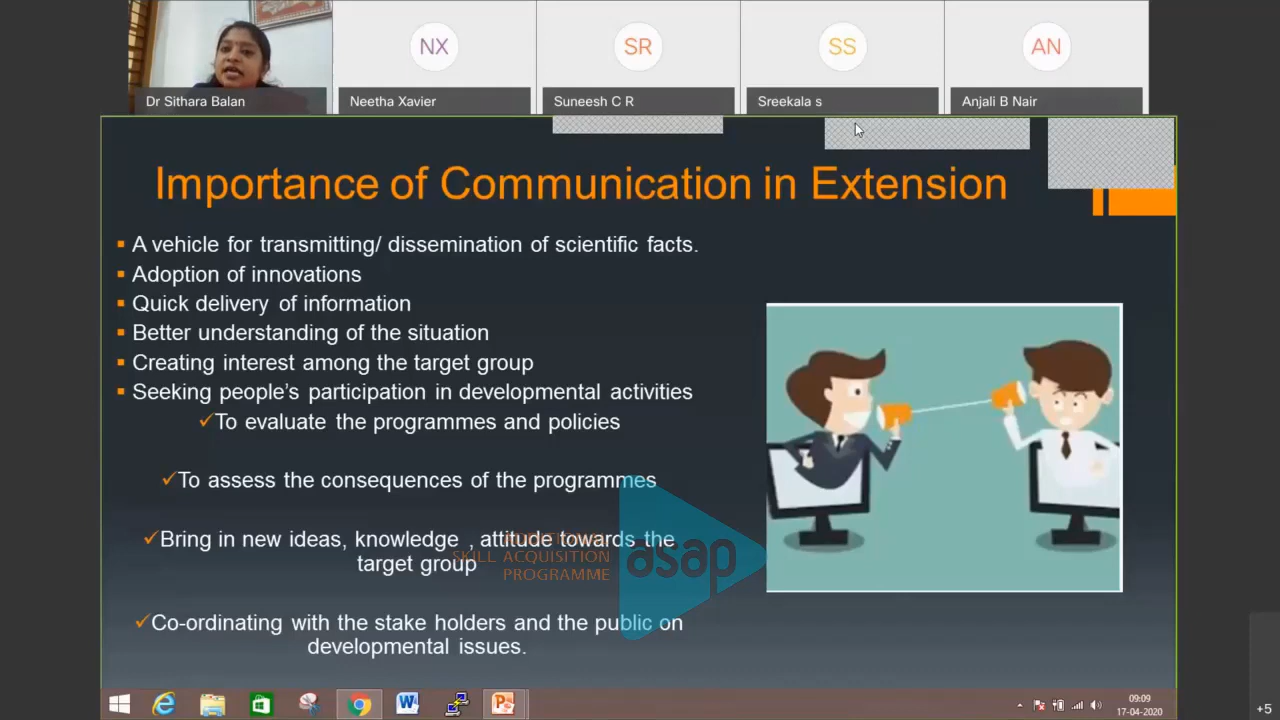 NX
SR
SS
AN
Dr Sithara Balan
Neetha Xavier
Suneesh C R
Sreekala s
Anjali B Nair
Importance of Communication in Extension
A vehicle for transmitting/ dissemination of scientific facts.
Adoption of innovations
Quick delivery of information
Better understanding of the situation
Creating interest among the target group
Seeking people's participation in developmental activities
✓To evaluate the programmes and policies
✓To assess the consequences of the programmes
✓Bring in new ideas, knowledge , attitude towards the
target group
SKILL ACQUISITION
PROGRAMME
asap
✓Co-ordinating with the stake holders and the public on
developmental issues.
09:09
17-04-2020
+5